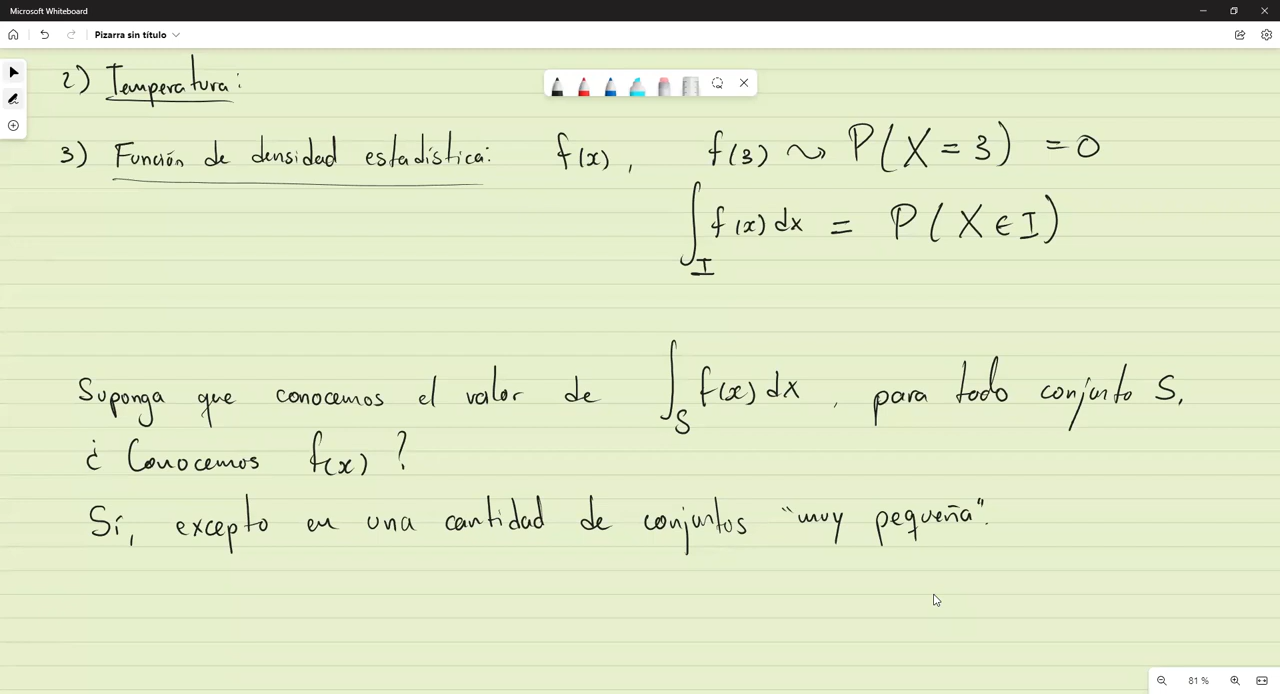 Microsoft Whiteboard
Pizarra sin título
2) Temperatura:
3) Función de densidad estadística: f(x), f(3) ⇝ P(X = 3) = 0
∫_I f(x) dx = P(X ∈ I)
Suponga que conocemos el valor de ∫_S f(x) dx, para todo conjunto S,
¿ Conocemos f(x) ?
Sí, excepto en una cantidad de conjuntos "muy pequeña".
81 %